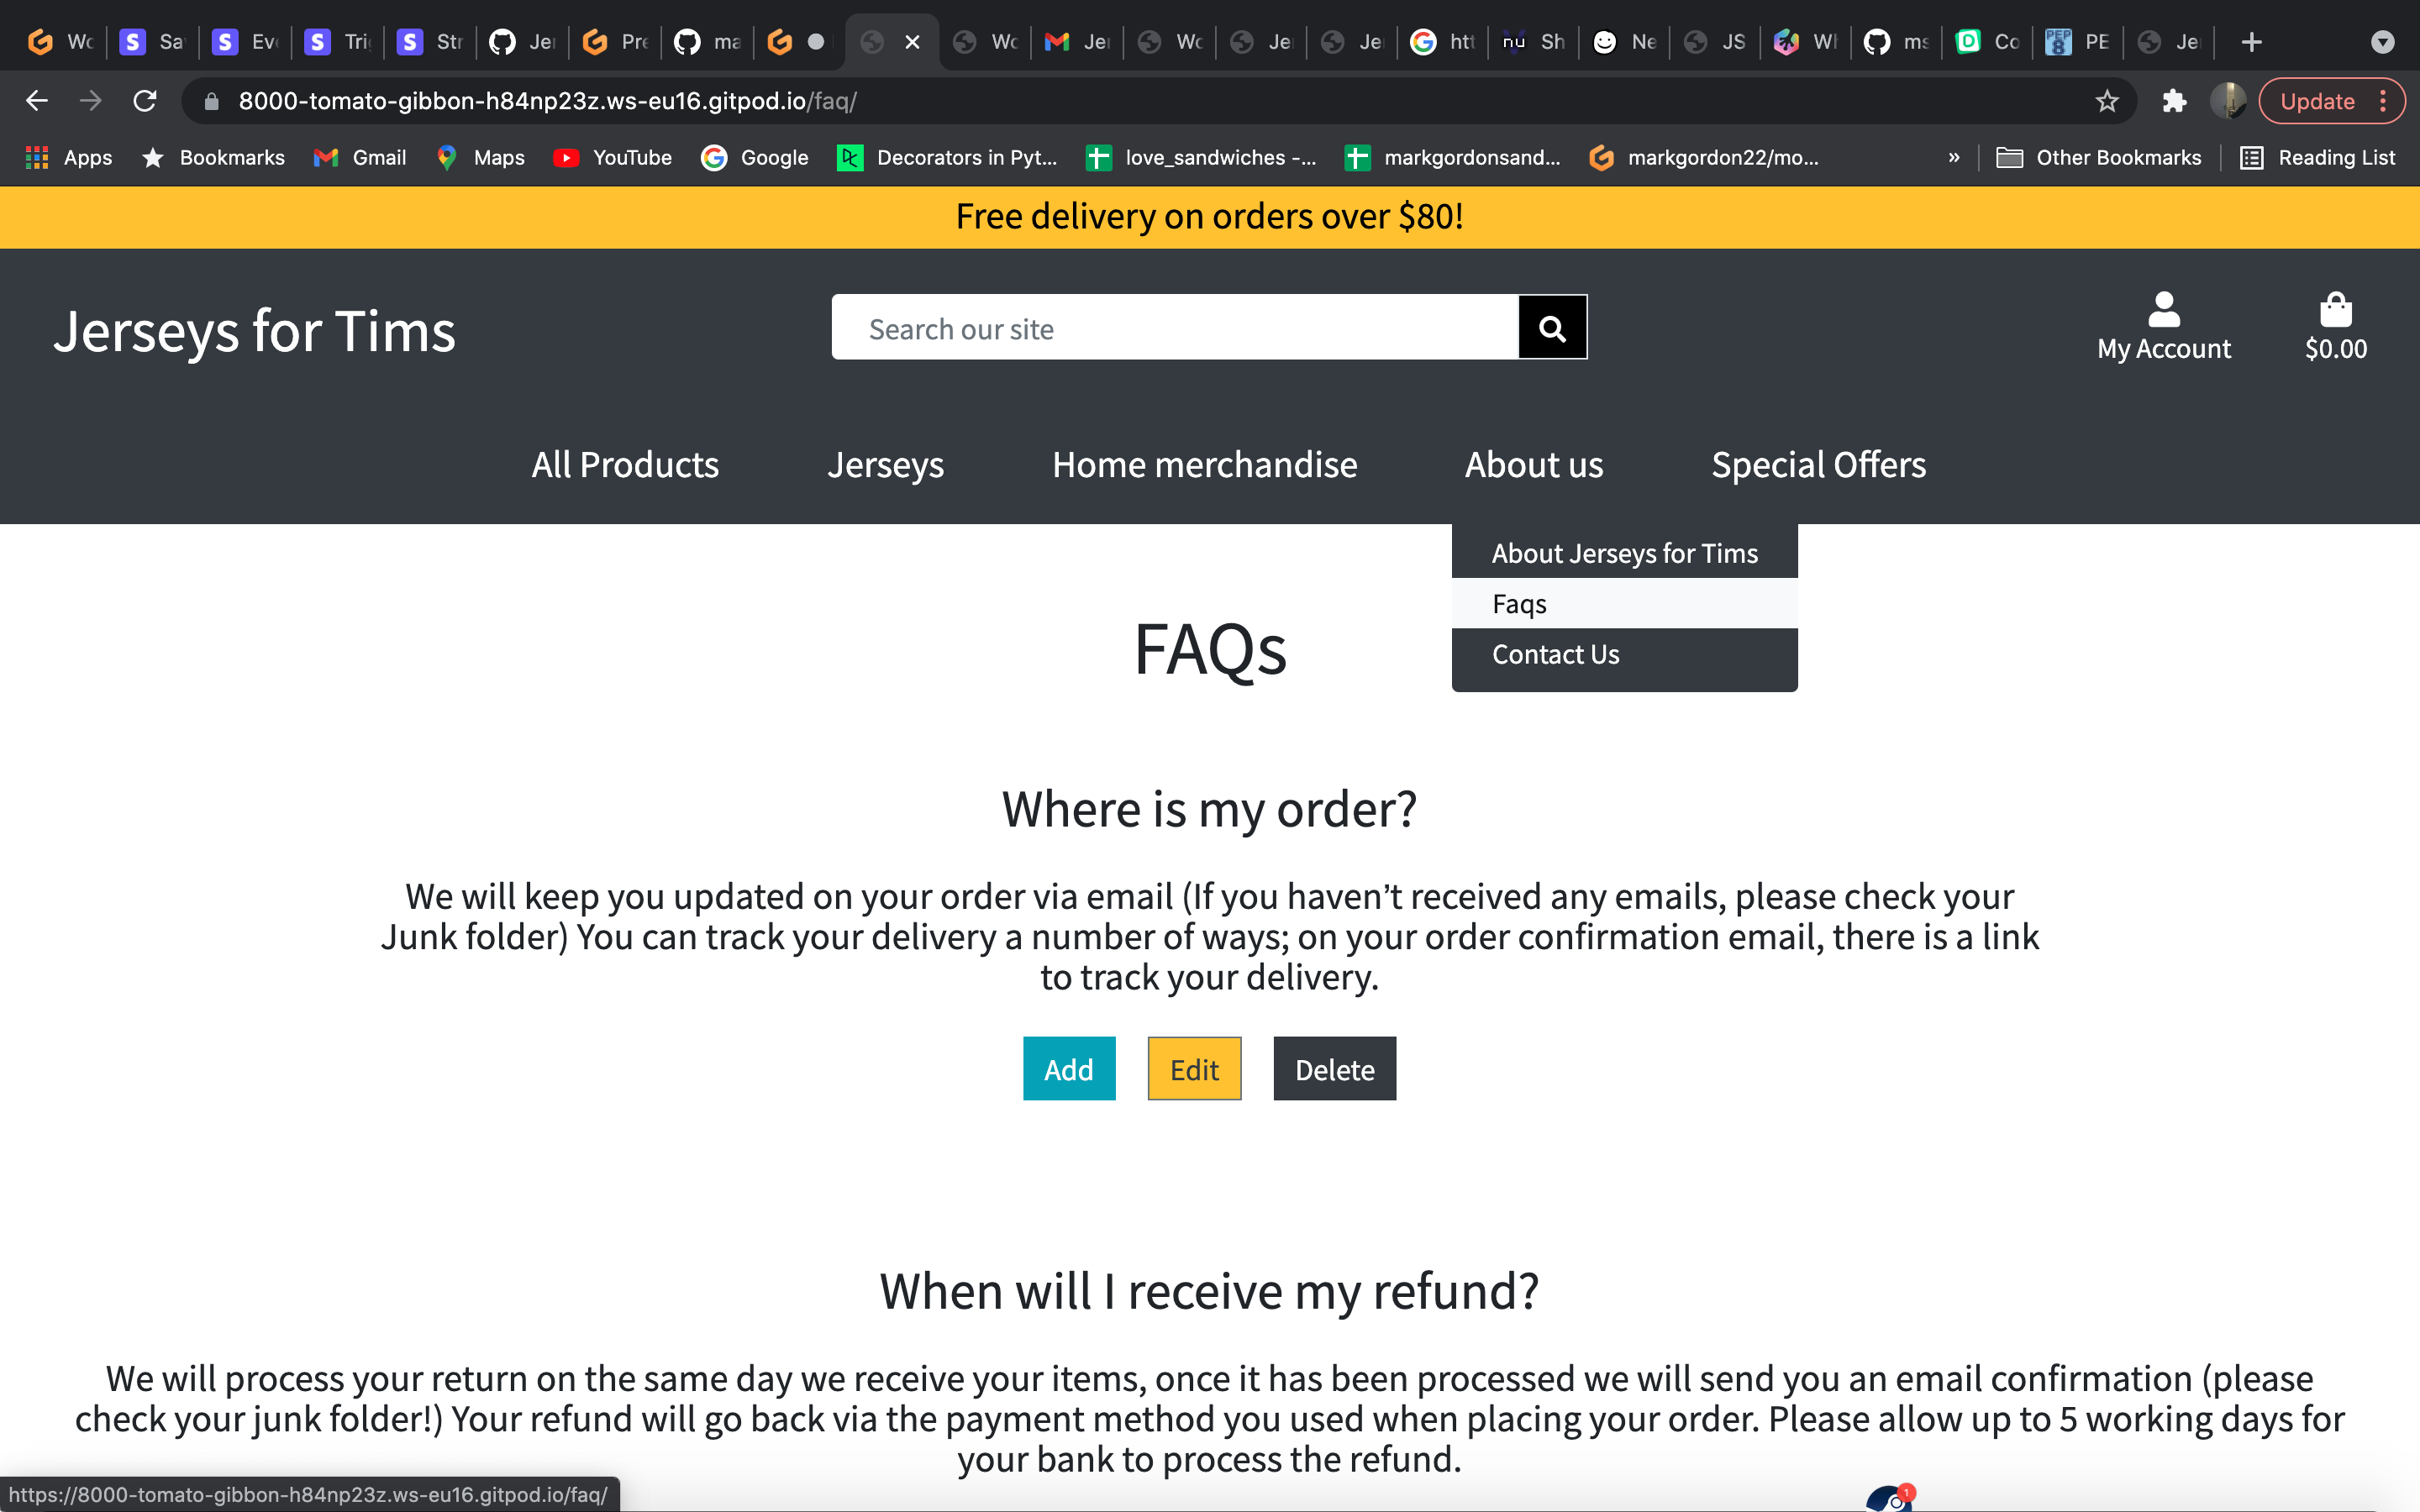 Wo
Sa
Ev
Tri
Str
Je
Pre
ma
Wo
Je
Wo
Je
Je
htt
nu
Sh
Ne
JS
W
ms
Co
PEP 8
PE
Je
8000-tomato-gibbon-h84np23z.ws-eu16.gitpod.io/faq/
Update
Apps
Bookmarks
Gmail
Maps
YouTube
Google
Decorators in Pyt...
love_sandwiches -...
markgordonsand...
markgordon22/mo...
»
Other Bookmarks
Reading List
Free delivery on orders over $80!
Jerseys for Tims
Search our site
My Account
$0.00
All Products
Jerseys
Home merchandise
About us
Special Offers
About Jerseys for Tims
Faqs
Contact Us
FAQs
Where is my order?
We will keep you updated on your order via email (If you haven’t received any emails, please check your
Junk folder) You can track your delivery a number of ways; on your order confirmation email, there is a link
to track your delivery.
Add
Edit
Delete
When will I receive my refund?
We will process your return on the same day we receive your items, once it has been processed we will send you an email confirmation (please
check your junk folder!) Your refund will go back via the payment method you used when placing your order. Please allow up to 5 working days for
your bank to process the refund.
https://8000-tomato-gibbon-h84np23z.ws-eu16.gitpod.io/faq/
1